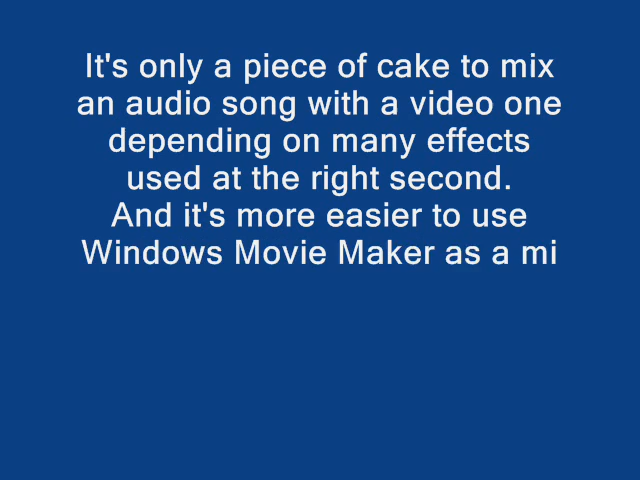 It's only a piece of cake to mix
an audio song with a video one
depending on many effects
used at the right second.
And it's more easier to use
Windows Movie Maker as a mi